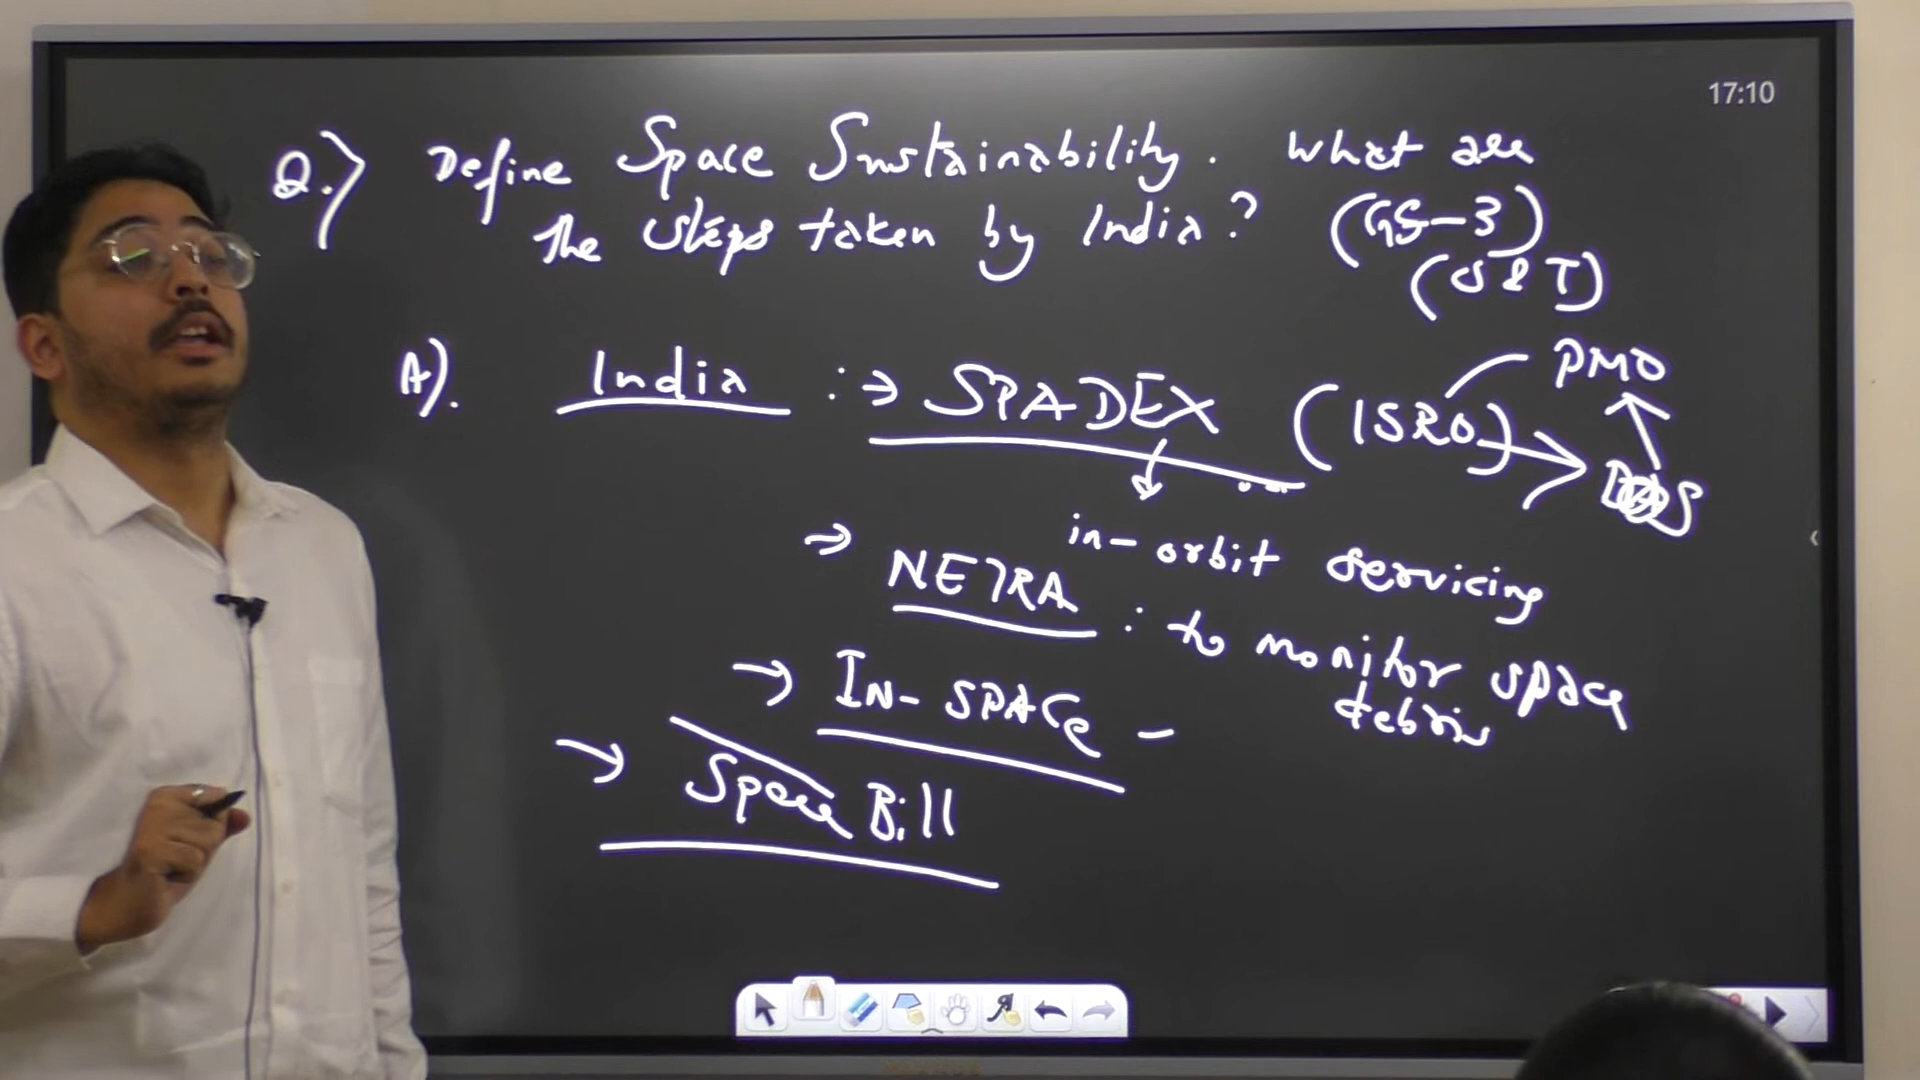 17:10
Q.) Define Space Sustainability. What are
the steps taken by India? (GS-3)
(S&T)
A). India :→ SPADEX (ISRO) → PMO
in-orbit servicing
→ NETRA : to monitor space
debris
→ IN-SPACe -
→ Space Bill